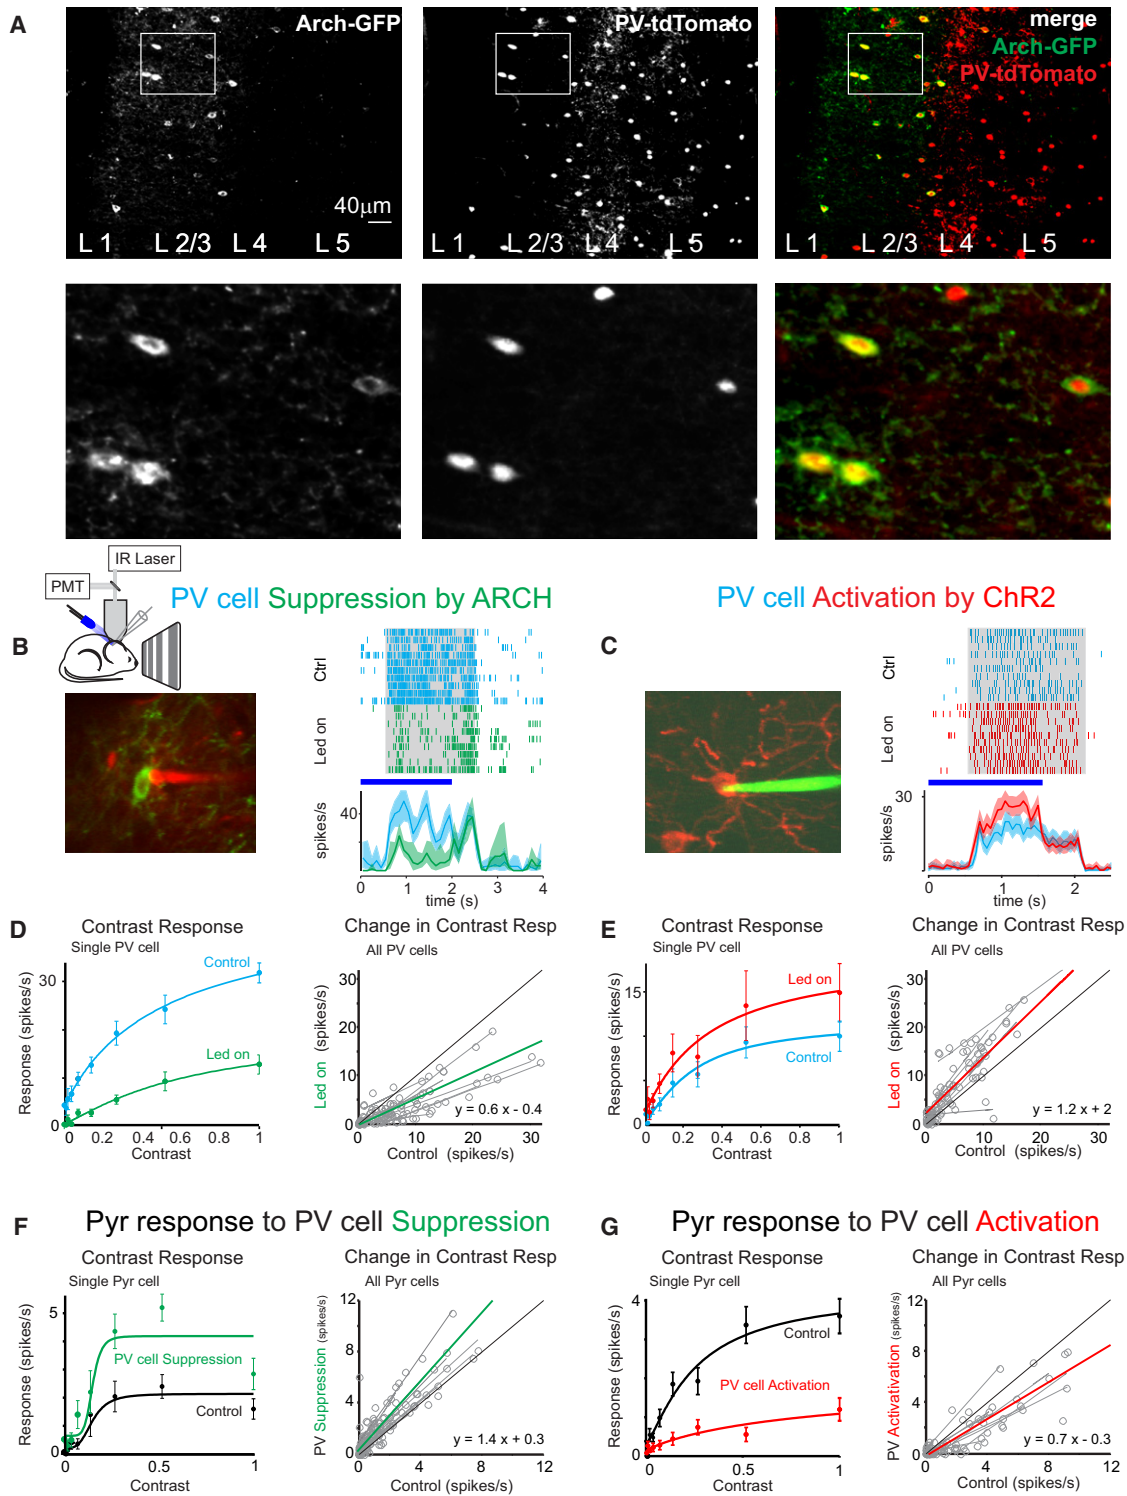 A
Arch-GFP
PV-tdTomato
merge
Arch-GFP
PV-tdTomato
40µm
L 1 L 2/3 L 4 L 5
L 1 L 2/3 L 4 L 5
L 1 L 2/3 L 4 L 5
IR Laser
PMT
PV cell Suppression by ARCH
PV cell Activation by ChR2
B
Ctrl
Led on
40
spikes/s
0 1 2 3 4
time (s)
C
Ctrl
Led on
30
spikes/s
0 1 2
time (s)
D
Contrast Response
Single PV cell
Control
Led on
30
0
Response (spikes/s)
0 0.2 0.4 0.6 0.8 1
Contrast
Change in Contrast Resp
All PV cells
30
20
10
0
Led on (spikes/s)
y = 0.6 x - 0.4
0 10 20 30
Control (spikes/s)
E
Contrast Response
Single PV cell
Led on
Control
15
0
Response (spikes/s)
0 0.2 0.4 0.6 0.8 1
Contrast
Change in Contrast Resp
All PV cells
30
20
10
0
Led on (spikes/s)
y = 1.2 x + 2
0 10 20 30
Control (spikes/s)
F
Pyr response to PV cell Suppression
Contrast Response
Single Pyr cell
5
0
Response (spikes/s)
PV cell Suppression
Control
0 0.5 1
Contrast
Change in Contrast Resp
All Pyr cells
12
8
4
0
PV Suppression (spikes/s)
y = 1.4 x + 0.3
0 4 8 12
Control (spikes/s)
G
Pyr response to PV cell Activation
Contrast Response
Single Pyr cell
4
2
0
Response (spikes/s)
Control
PV cell Activation
0 0.5 1
Contrast
Change in Contrast Resp
All Pyr cells
12
8
4
0
PV Activativation (spikes/s)
y = 0.7 x - 0.3
0 4 8 12
Control (spikes/s)